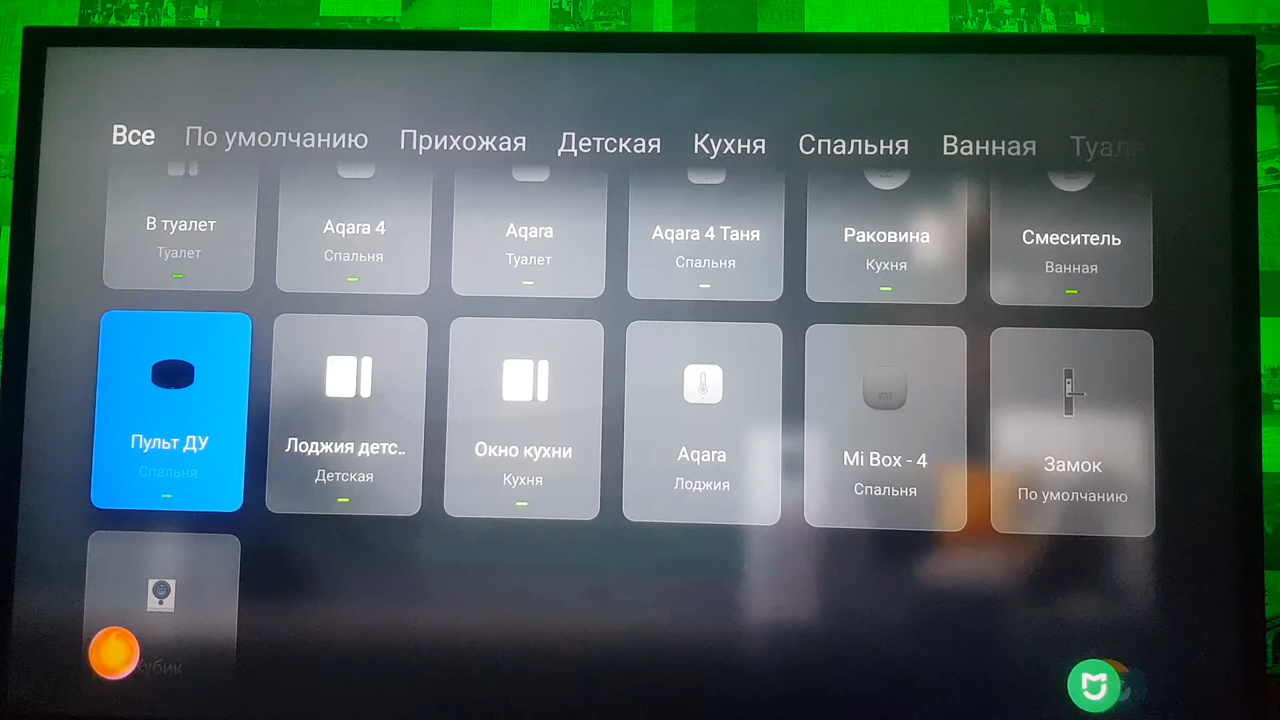 Все По умолчанию Прихожая Детская Кухня Спальня Ванная Туале
В туалет
Туалет
Aqara 4
Спальня
Aqara
Туалет
Aqara 4 Таня
Спальня
Раковина
Кухня
Смеситель
Ванная
Пульт ДУ
Спальня
Лоджия детс..
Детская
Окно кухни
Кухня
Aqara
Лоджия
Mi Box - 4
Спальня
Замок
По умолчанию
Кубик